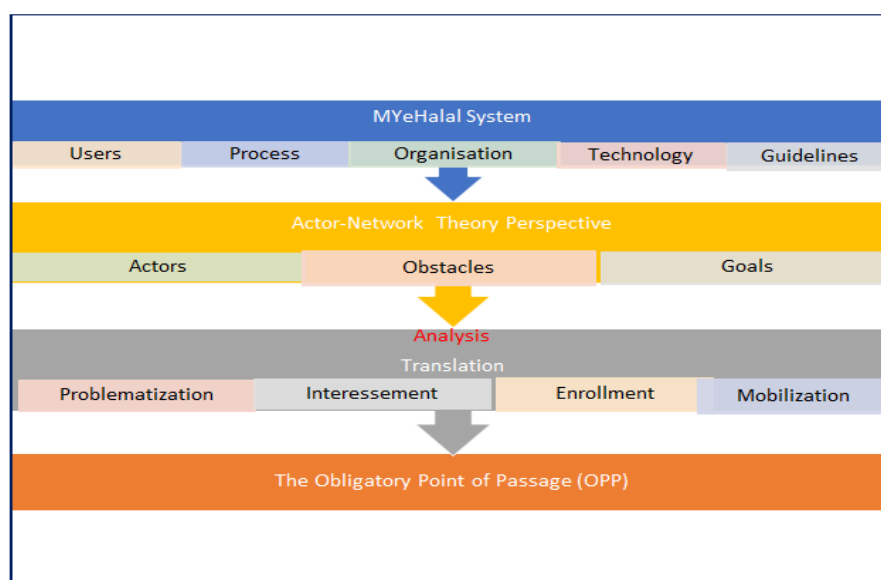 MYeHalal System
Users Process Organisation Technology Guidelines
Actor-Network Theory Perspective
Actors Obstacles Goals
Analysis
Translation
Problematization Interessement Enrollment Mobilization
The Obligatory Point of Passage (OPP)